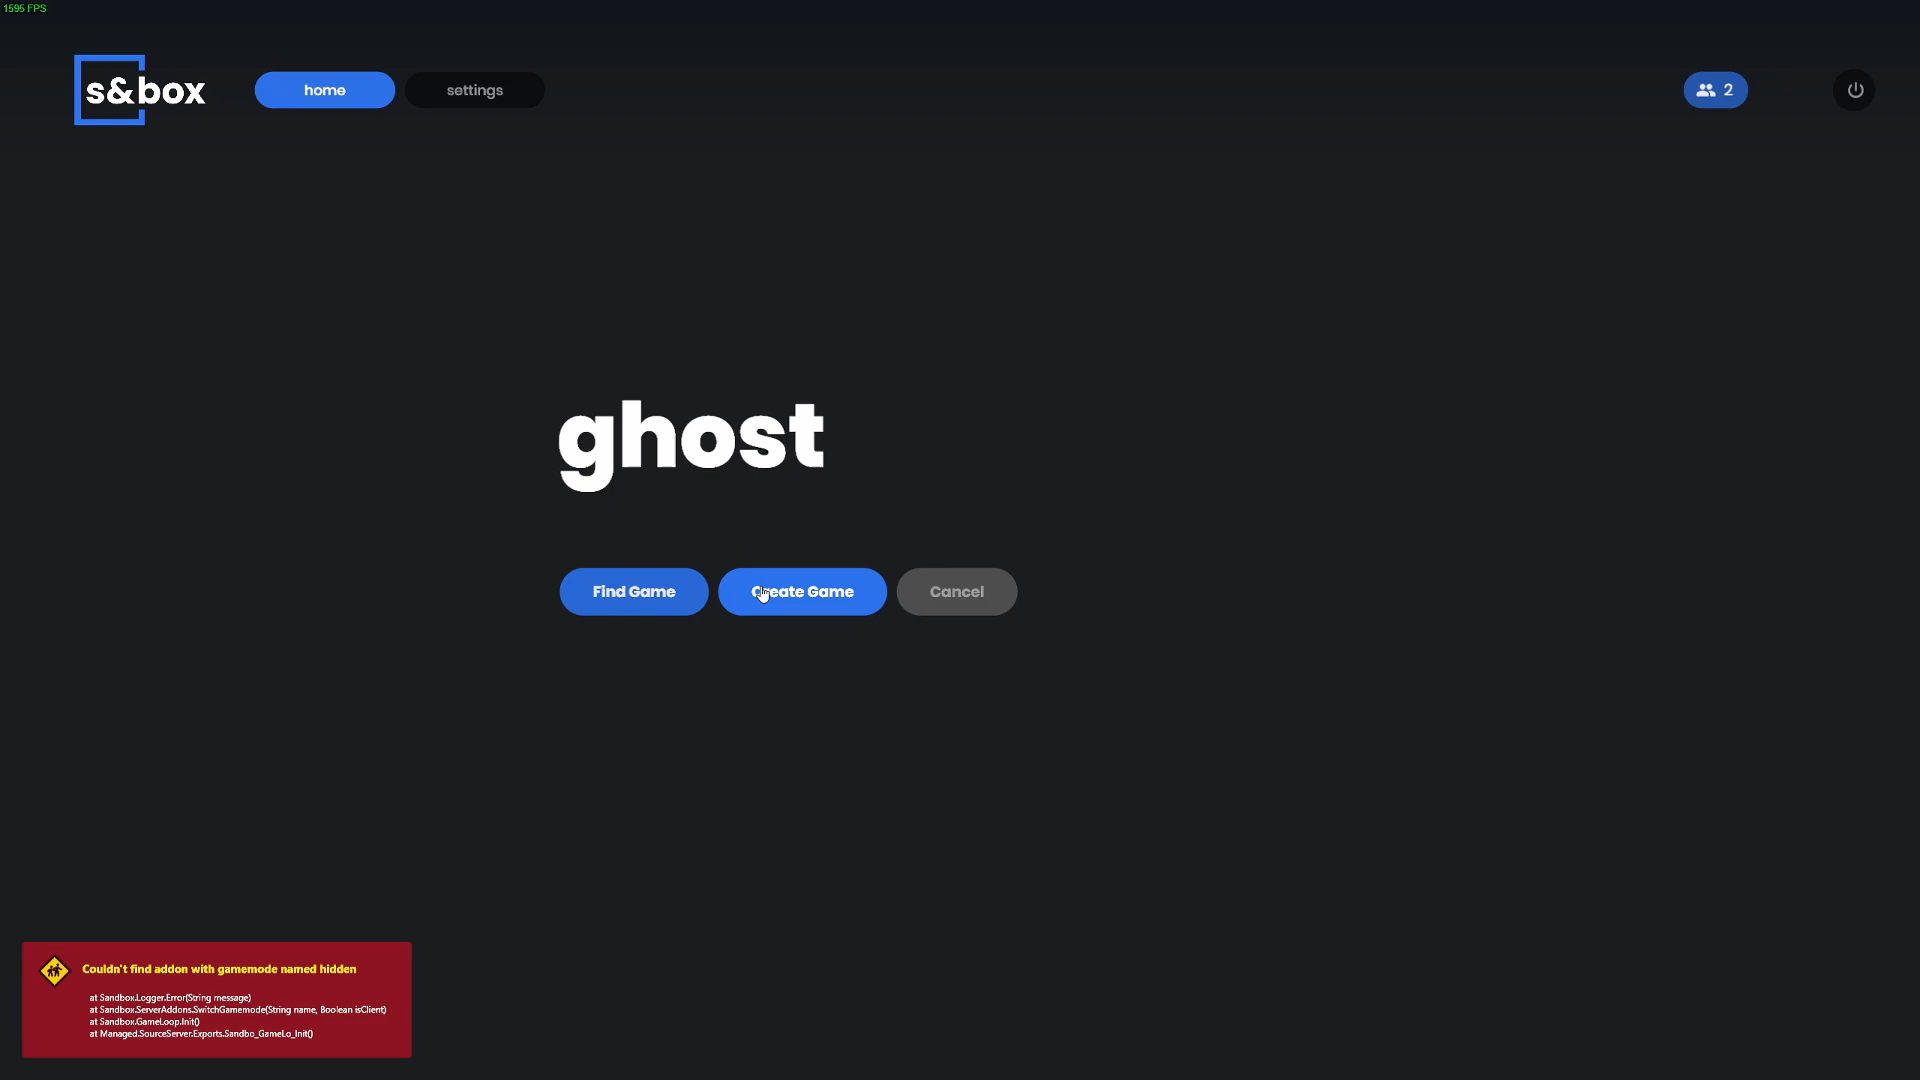 1595 FPS
s&box
home
settings
2
ghost
Find Game
Create Game
Cancel
Couldn't find addon with gamemode named hidden
at Sandbox.Logger.Error(String message)
at Sandbox.ServerAddons.SwitchGamemode(String name, Boolean isClient)
at Sandbox.GameLoop.Init()
at Managed.SourceServer.Exports.Sandbo_GameLo_Init()